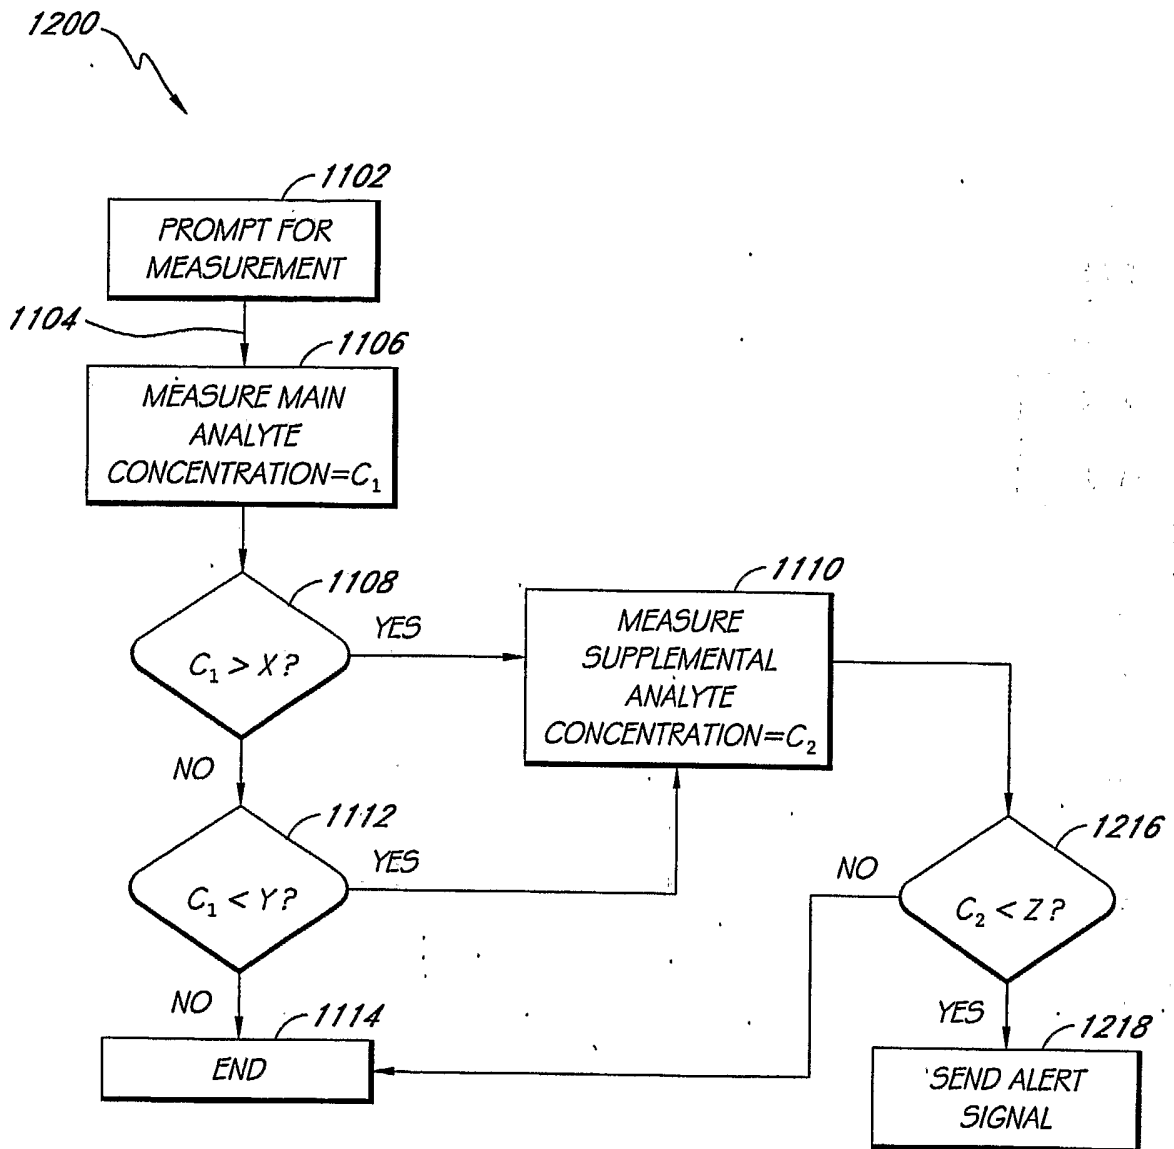 1200
1102
PROMPT FOR
MEASUREMENT
1104
1106
MEASURE MAIN
ANALYTE
CONCENTRATION=C₁
1108
C₁ > X?
YES
NO
1110
MEASURE
SUPPLEMENTAL
ANALYTE
CONCENTRATION=C₂
1112
C₁ < Y?
YES
NO
1216
C₂ < Z?
NO
YES
1114
END
1218
SEND ALERT
SIGNAL